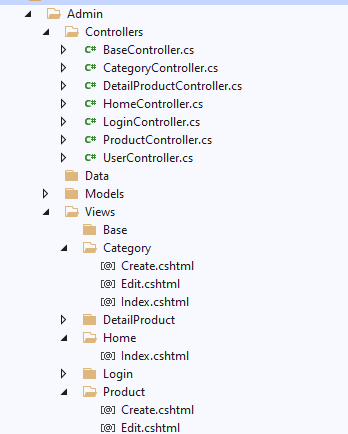 Admin
Controllers
C# BaseController.cs
C# CategoryController.cs
C# DetailProductController.cs
C# HomeController.cs
C# LoginController.cs
C# ProductController.cs
C# UserController.cs
Data
Models
Views
Base
Category
[@] Create.cshtml
[@] Edit.cshtml
[@] Index.cshtml
DetailProduct
Home
[@] Index.cshtml
Login
Product
[@] Create.cshtml
[@] Edit.cshtml